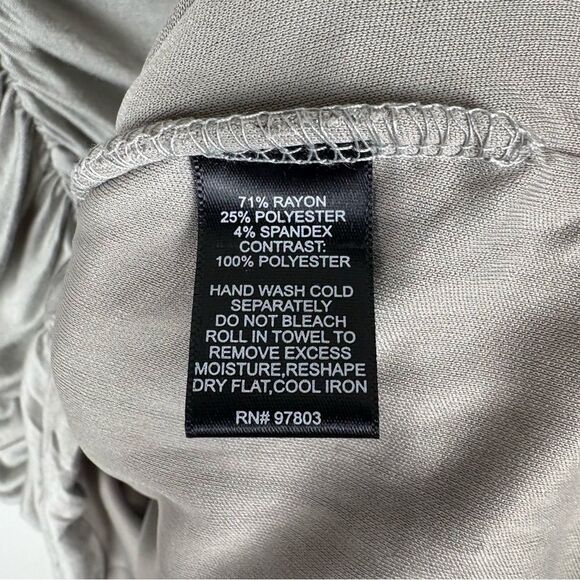 71% RAYON
25% POLYESTER
4% SPANDEX
CONTRAST:
100% POLYESTER
HAND WASH COLD
SEPARATELY
DO NOT BLEACH
ROLL IN TOWEL TO
REMOVE EXCESS
MOISTURE,RESHAPE
DRY FLAT,COOL IRON
RN# 97803